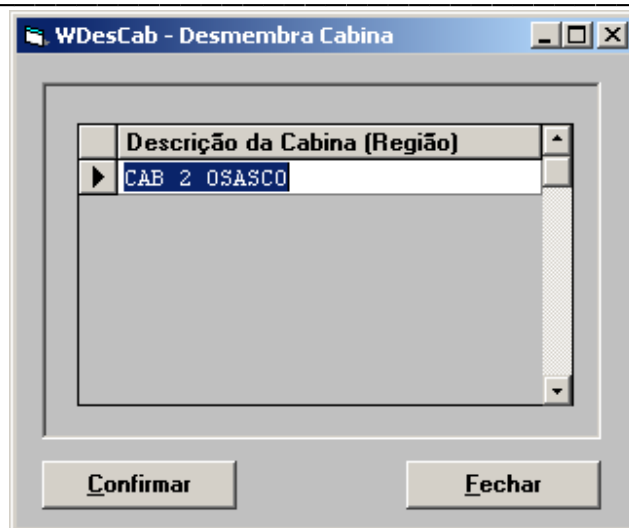 WDesCab - Desmembra Cabina
Descrição da Cabina (Região)
CAB 2 OSASCO
Confirmar
Fechar